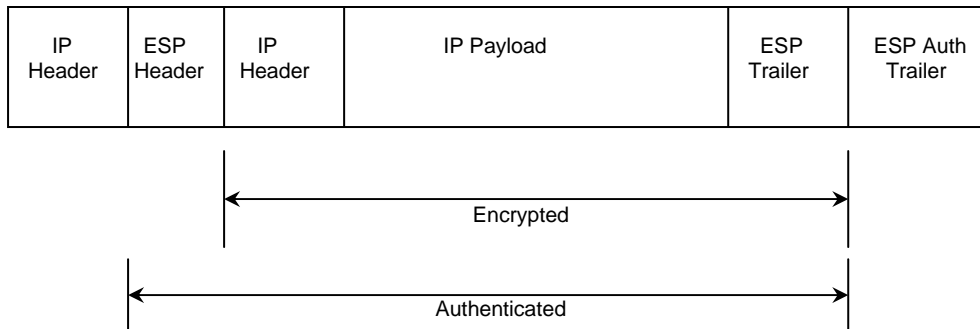 IP
Header
ESP
Header
IP
Header
IP Payload
ESP
Trailer
ESP Auth
Trailer
Encrypted
Authenticated